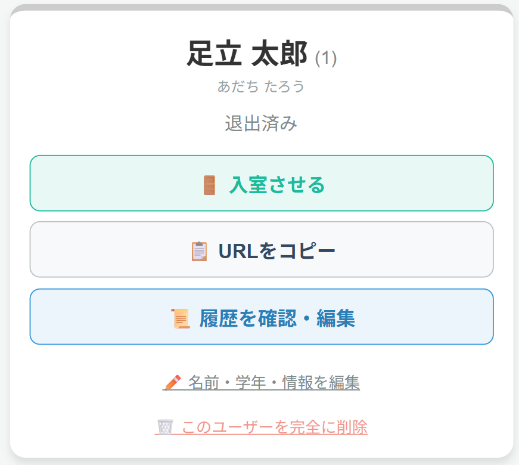 足立 太郎 (1)
あだち たろう
退出済み
🚪 入室させる
📋 URLをコピー
📜 履歴を確認・編集
✏️ 名前・学年・情報を編集
🗑️ このユーザーを完全に削除